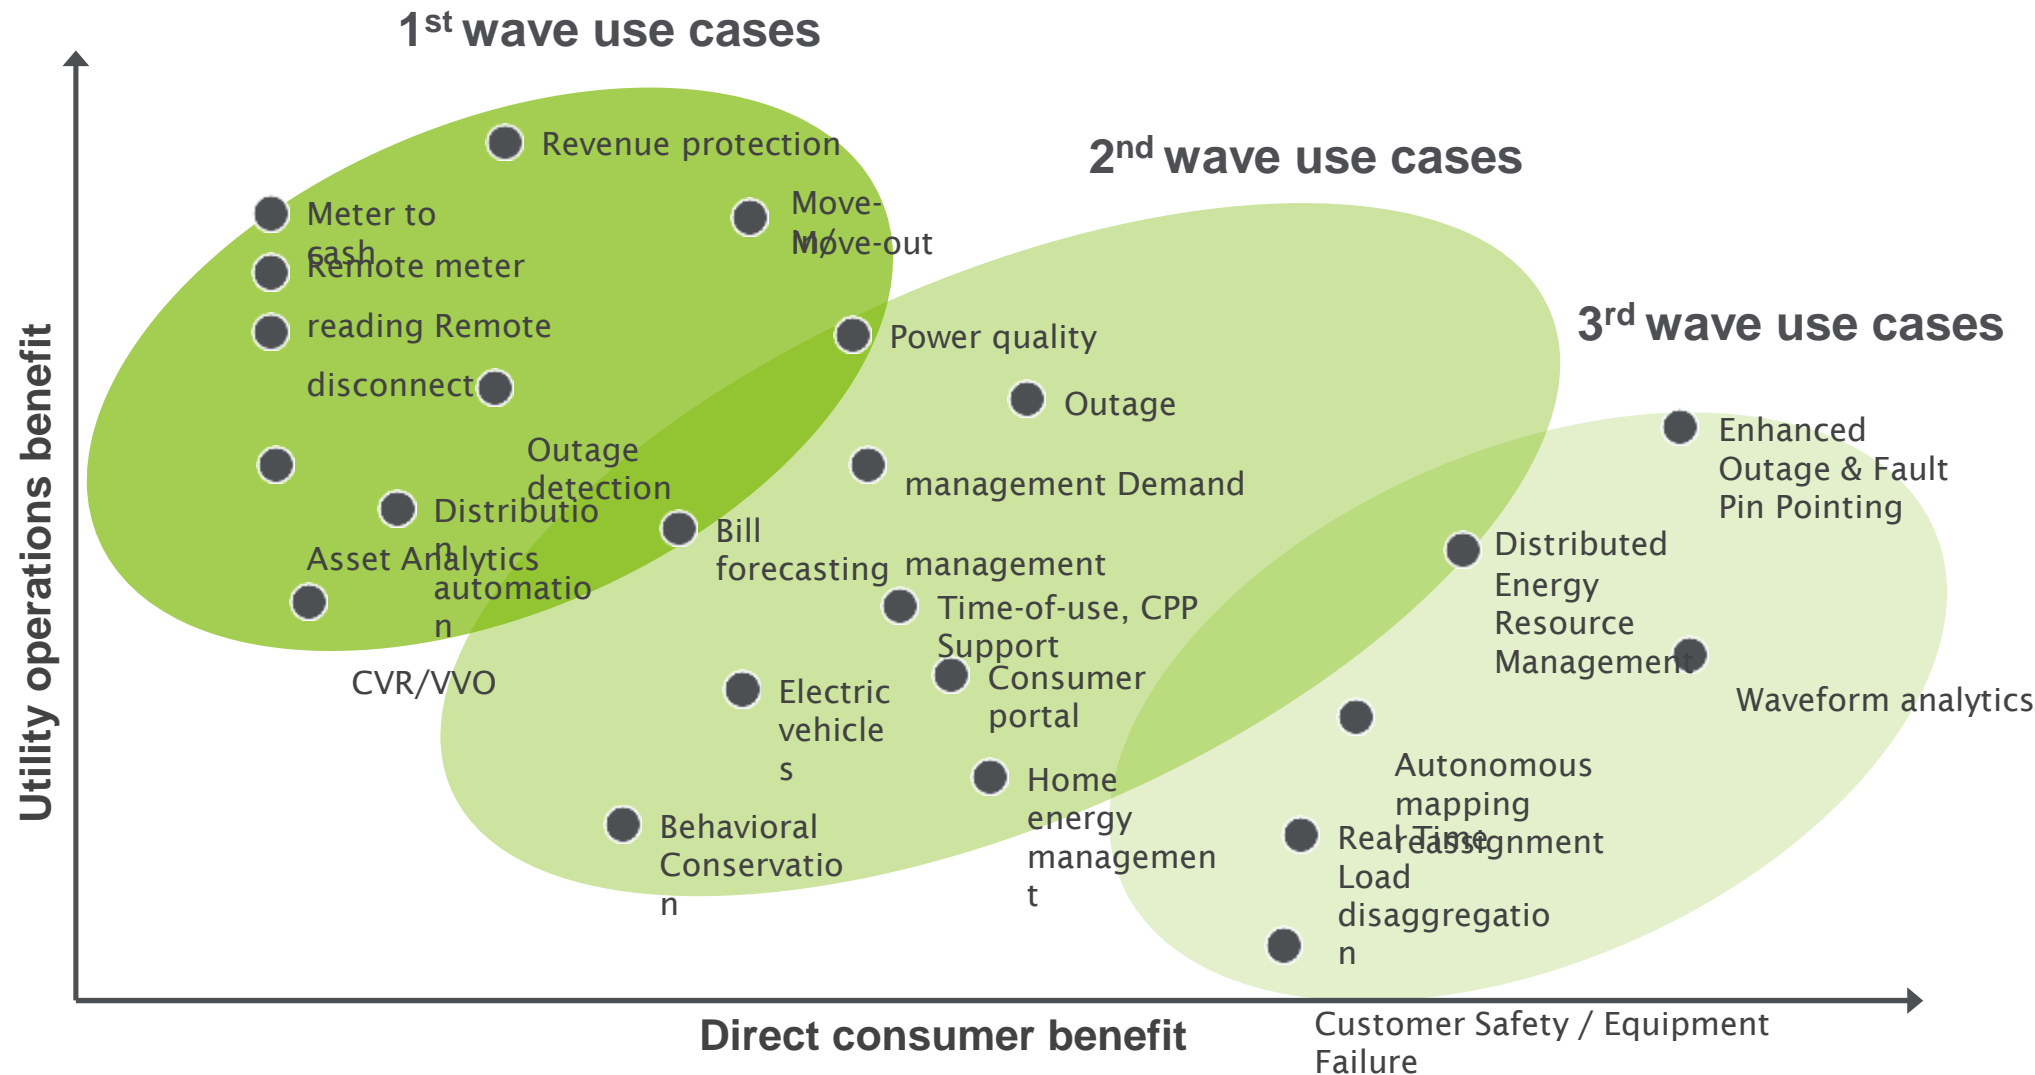 1st wave use cases
2nd wave use cases
3rd wave use cases
Utility operations benefit
Revenue protection
Meter to
cash
Move-
In/
Move-out
Remote meter
reading Remote
disconnect
Power quality
Outage
management Demand
management
Outage
detection
Distributio
n
automatio
n
Asset Analytics
Bill
forecasting
CVR/VVO
Time-of-use, CPP
Support
Consumer
portal
Electric
vehicle
s
Home
energy
managemen
t
Behavioral
Conservatio
n
Enhanced
Outage & Fault
Pin Pointing
Distributed
Energy
Resource
Management
Waveform analytics
Autonomous
mapping
reassignment
Real Time
Load
disaggregatio
n
Customer Safety / Equipment
Failure
Direct consumer benefit